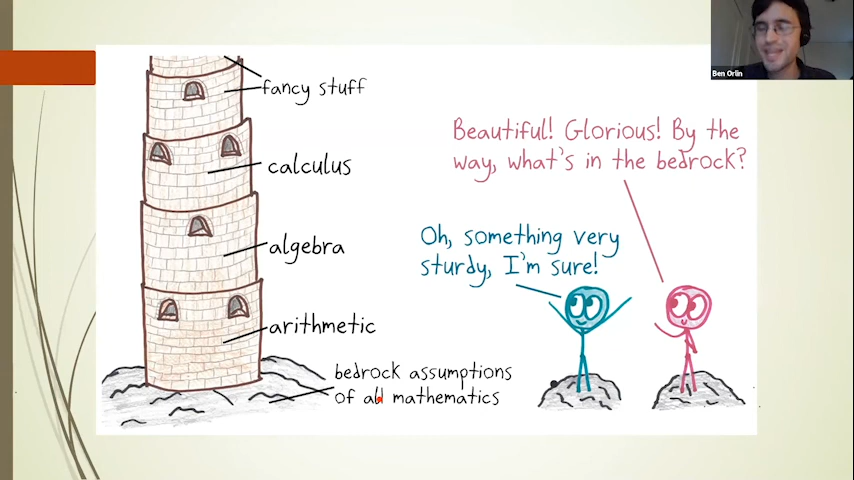 Ben Orlin
fancy stuff
calculus
algebra
arithmetic
bedrock assumptions
of all mathematics
Beautiful! Glorious! By the
way, what's in the bedrock?
Oh, something very
sturdy, I'm sure!